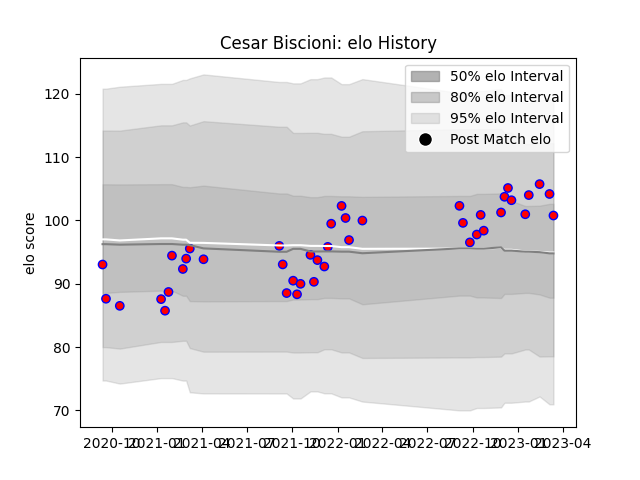 Cesar Biscioni: elo History
50% elo Interval
80% elo Interval
95% elo Interval
Post Match elo
elo score
120
110
100
90
80
70
2020-10 2021-01 2021-04 2021-07 2021-10 2022-01 2022-04 2022-07 2022-10 2023-01 2023-04